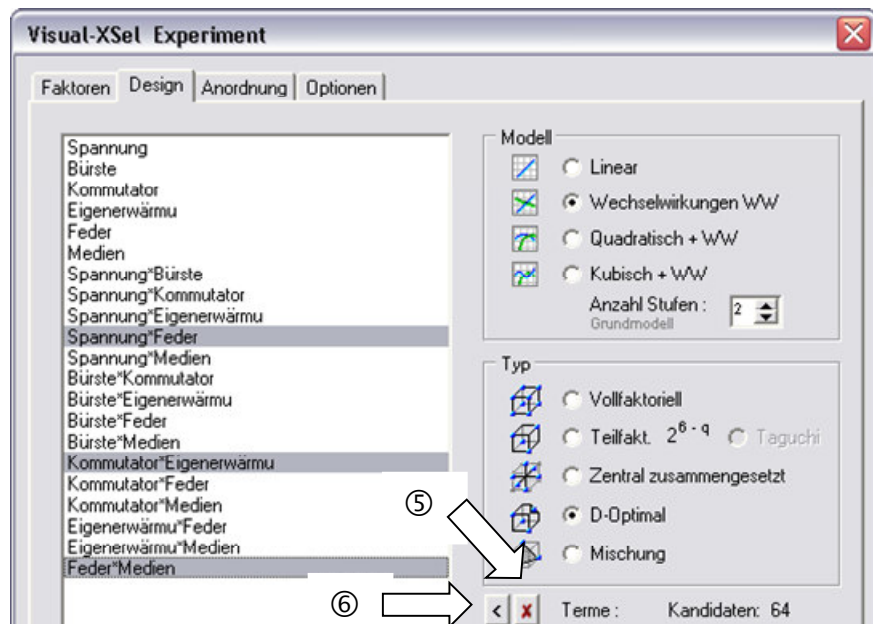 Visual-XSel Experiment
Faktoren Design Anordnung Optionen
Spannung
Bürste
Kommutator
Eigenerwärmu
Feder
Medien
Spannung*Bürste
Spannung*Kommutator
Spannung*Eigenerwärmu
Spannung*Feder
Spannung*Medien
Bürste*Kommutator
Bürste*Eigenerwärmu
Bürste*Feder
Bürste*Medien
Kommutator*Eigenerwärmu
Kommutator*Feder
Kommutator*Medien
Eigenerwärmu*Feder
Eigenerwärmu*Medien
Feder*Medien
Modell
Linear
Wechselwirkungen WW
Quadratisch + WW
Kubisch + WW
Anzahl Stufen : 2
Grundmodell
Typ
Vollfaktoriell
Teilfakt. 2^6 - q Taguchi
Zentral zusammengesetzt
D-Optimal
Mischung
⑤
⑥
< x Terme : Kandidaten: 64